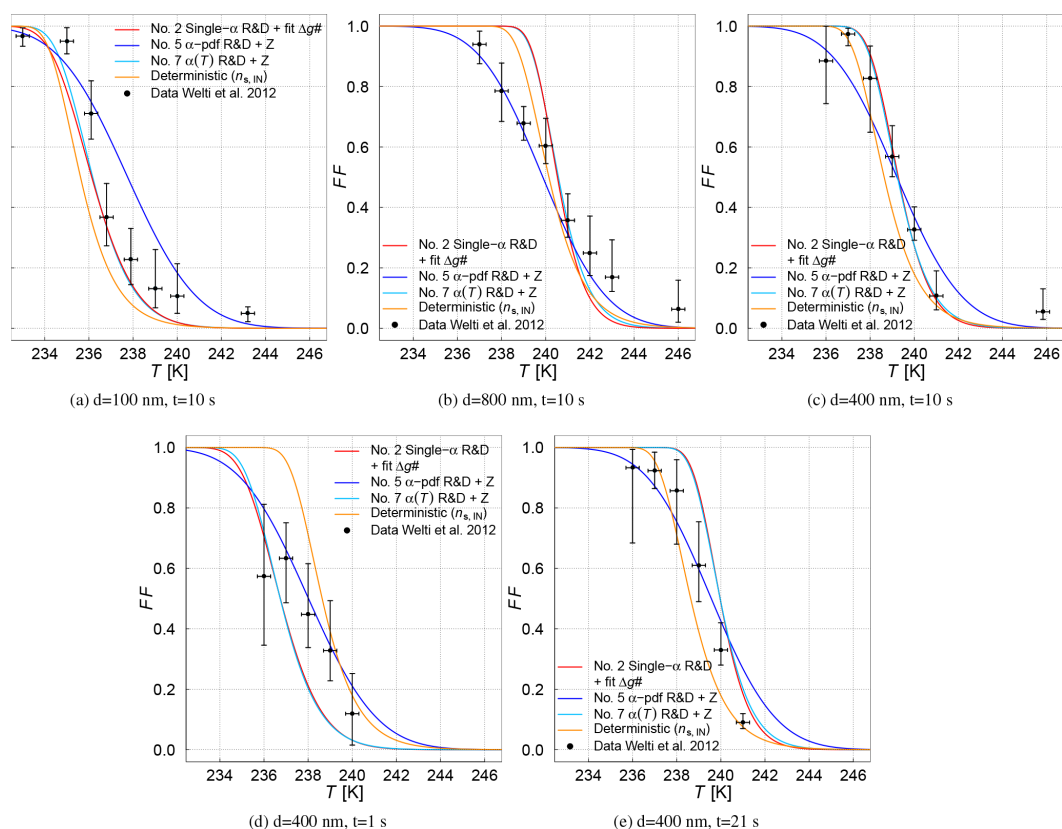 No. 2 Single−α R&D + fit Δg#
No. 5 α−pdf R&D + Z
No. 7 α(T) R&D + Z
Deterministic (ns, IN)
Data Welti et al. 2012
234 236 238 240 242 244 246
T [K]
(a) d=100 nm, t=10 s
FF
1.0
0.8
0.6
0.4
0.2
0.0
No. 2 Single−α R&D
+ fit Δg#
No. 5 α−pdf R&D + Z
No. 7 α(T) R&D + Z
Deterministic (ns, IN)
Data Welti et al. 2012
234 236 238 240 242 244 246
T [K]
(b) d=800 nm, t=10 s
FF
1.0
0.8
0.6
0.4
0.2
0.0
No. 2 Single−α R&D
+ fit Δg#
No. 5 α−pdf R&D + Z
No. 7 α(T) R&D + Z
Deterministic (ns, IN)
Data Welti et al. 2012
234 236 238 240 242 244 246
T [K]
(c) d=400 nm, t=10 s
FF
1.0
0.8
0.6
0.4
0.2
0.0
No. 2 Single−α R&D
+ fit Δg#
No. 5 α−pdf R&D + Z
No. 7 α(T) R&D + Z
Deterministic (ns, IN)
Data Welti et al. 2012
234 236 238 240 242 244 246
T [K]
(d) d=400 nm, t=1 s
FF
1.0
0.8
0.6
0.4
0.2
0.0
No. 2 Single−α R&D
+ fit Δg#
No. 5 α−pdf R&D + Z
No. 7 α(T) R&D + Z
Deterministic (ns, IN)
Data Welti et al. 2012
234 236 238 240 242 244 246
T [K]
(e) d=400 nm, t=21 s